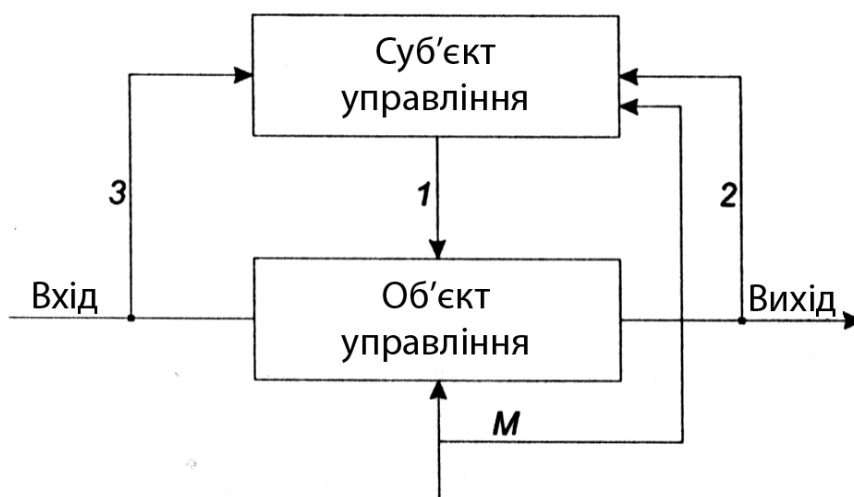 Суб’єкт
управління
3
1
2
Вхід
Об’єкт
управління
Вихід
М